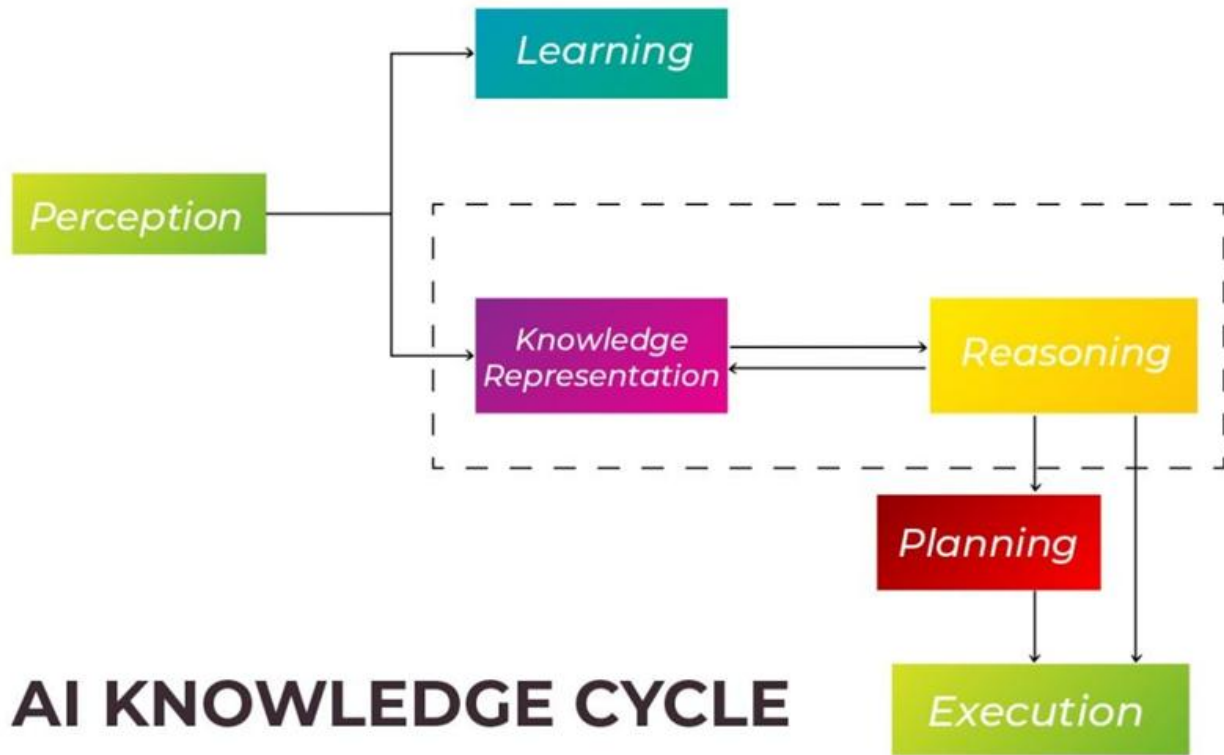 Learning
Perception
Knowledge
Representation
Reasoning
Planning
Execution
AI KNOWLEDGE CYCLE